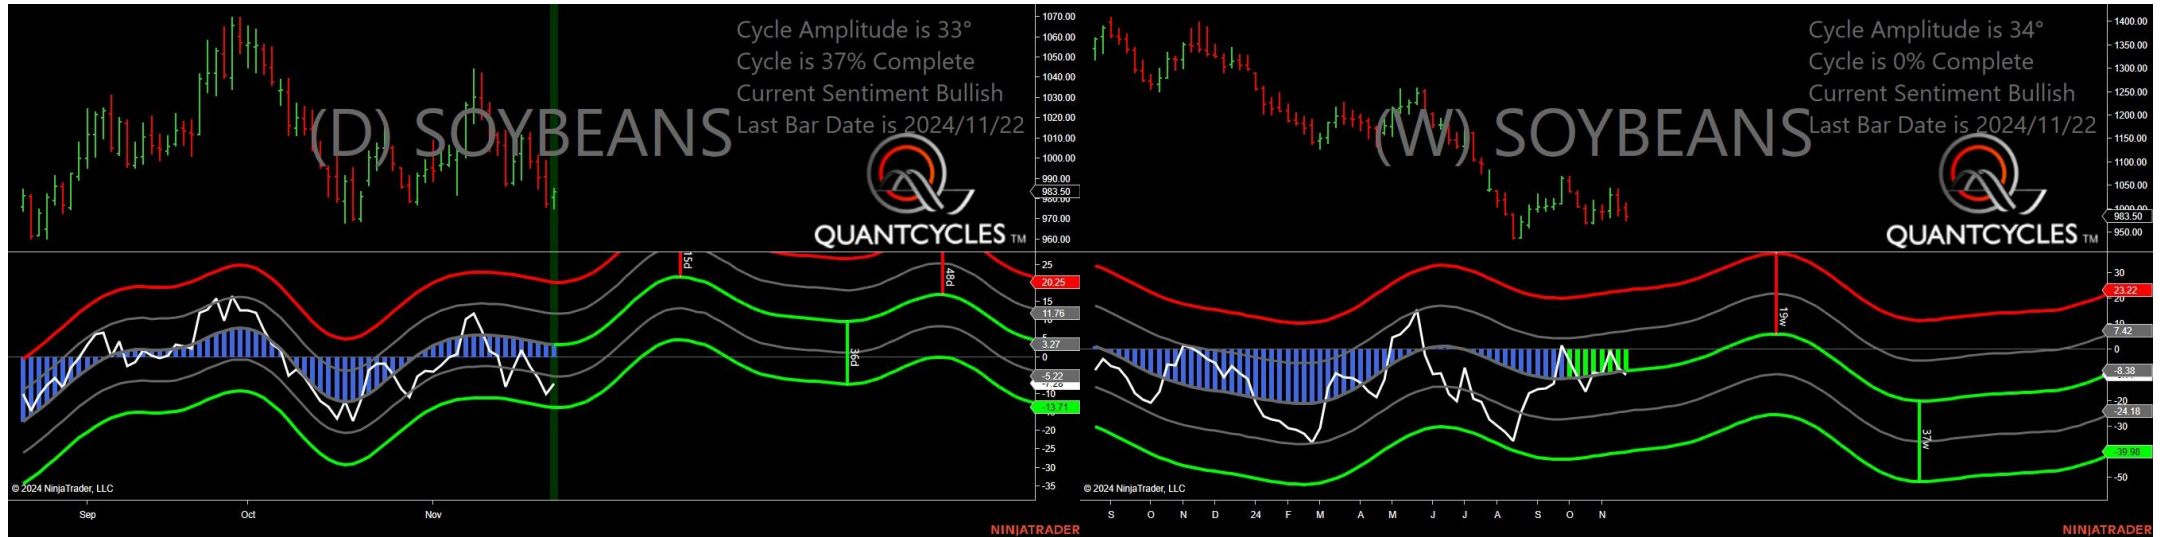 Cycle Amplitude is 33°
Cycle is 37% Complete
Current Sentiment Bullish
Last Bar Date is 2024/11/22
(D) SOYBEANS
QUANTCYCLES TM
1070.00
1060.00
1050.00
1040.00
1030.00
1020.00
1010.00
1000.00
990.00
983.50
980.00
970.00
960.00
15d
48d
36d
25
20.25
15
11.76
5
3.27
0
-5.22
-7.28
-10
-13.71
-20
-25
-30
-35
© 2024 NinjaTrader, LLC
Sep Oct Nov
NINJATRADER
Cycle Amplitude is 34°
Cycle is 0% Complete
Current Sentiment Bullish
Last Bar Date is 2024/11/22
(W) SOYBEANS
QUANTCYCLES TM
1400.00
1350.00
1300.00
1250.00
1200.00
1150.00
1100.00
1050.00
1000.00
983.50
950.00
19w
37w
30
23.22
20
10
7.42
0
-8.38
-20
-24.18
-30
-39.98
-50
© 2024 NinjaTrader, LLC
S O N D 24 F M A M J J A S O N
NINJATRADER